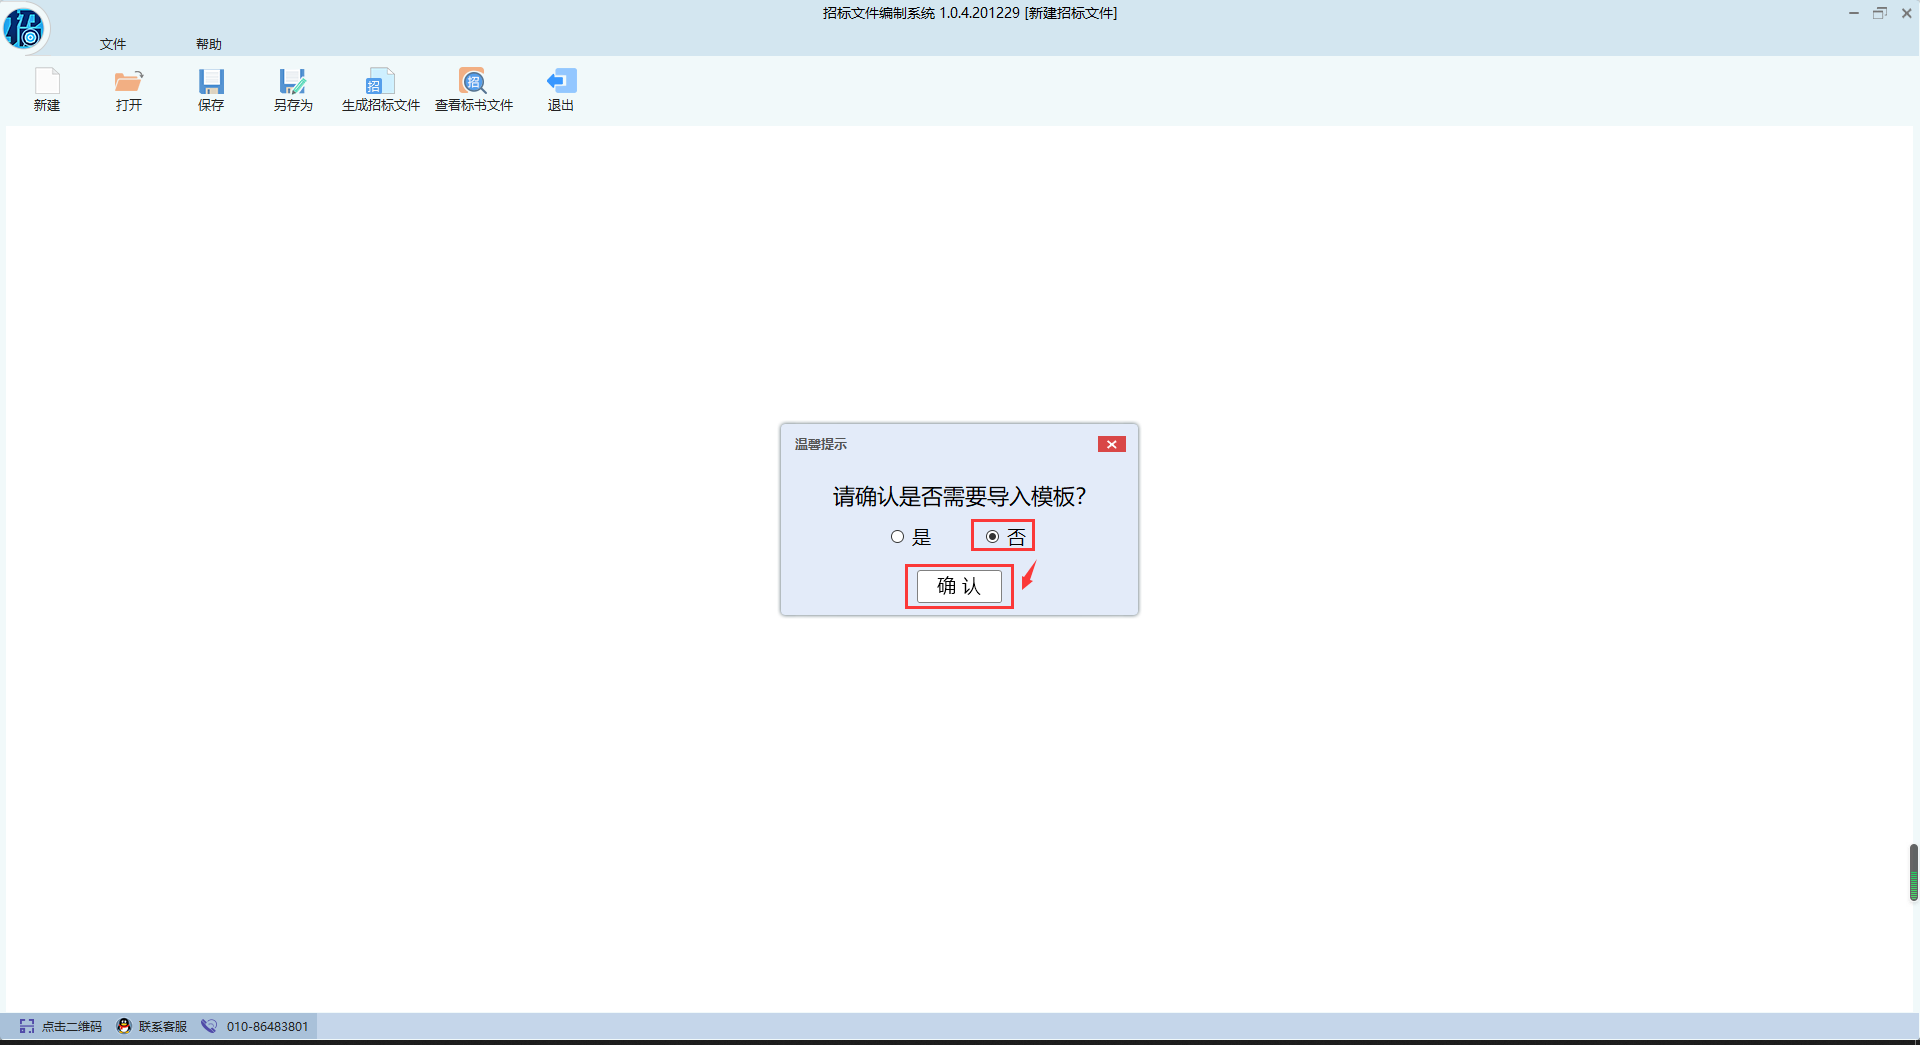 招标文件编制系统 1.0.4.201229 [新建招标文件]
招
文件 帮助
招 招
新建 打开 保存 另存为 生成招标文件 查看标书文件 退出
温馨提示
请确认是否需要导入模板?
是 否
确 认
点击二维码 联系客服 010-86483801